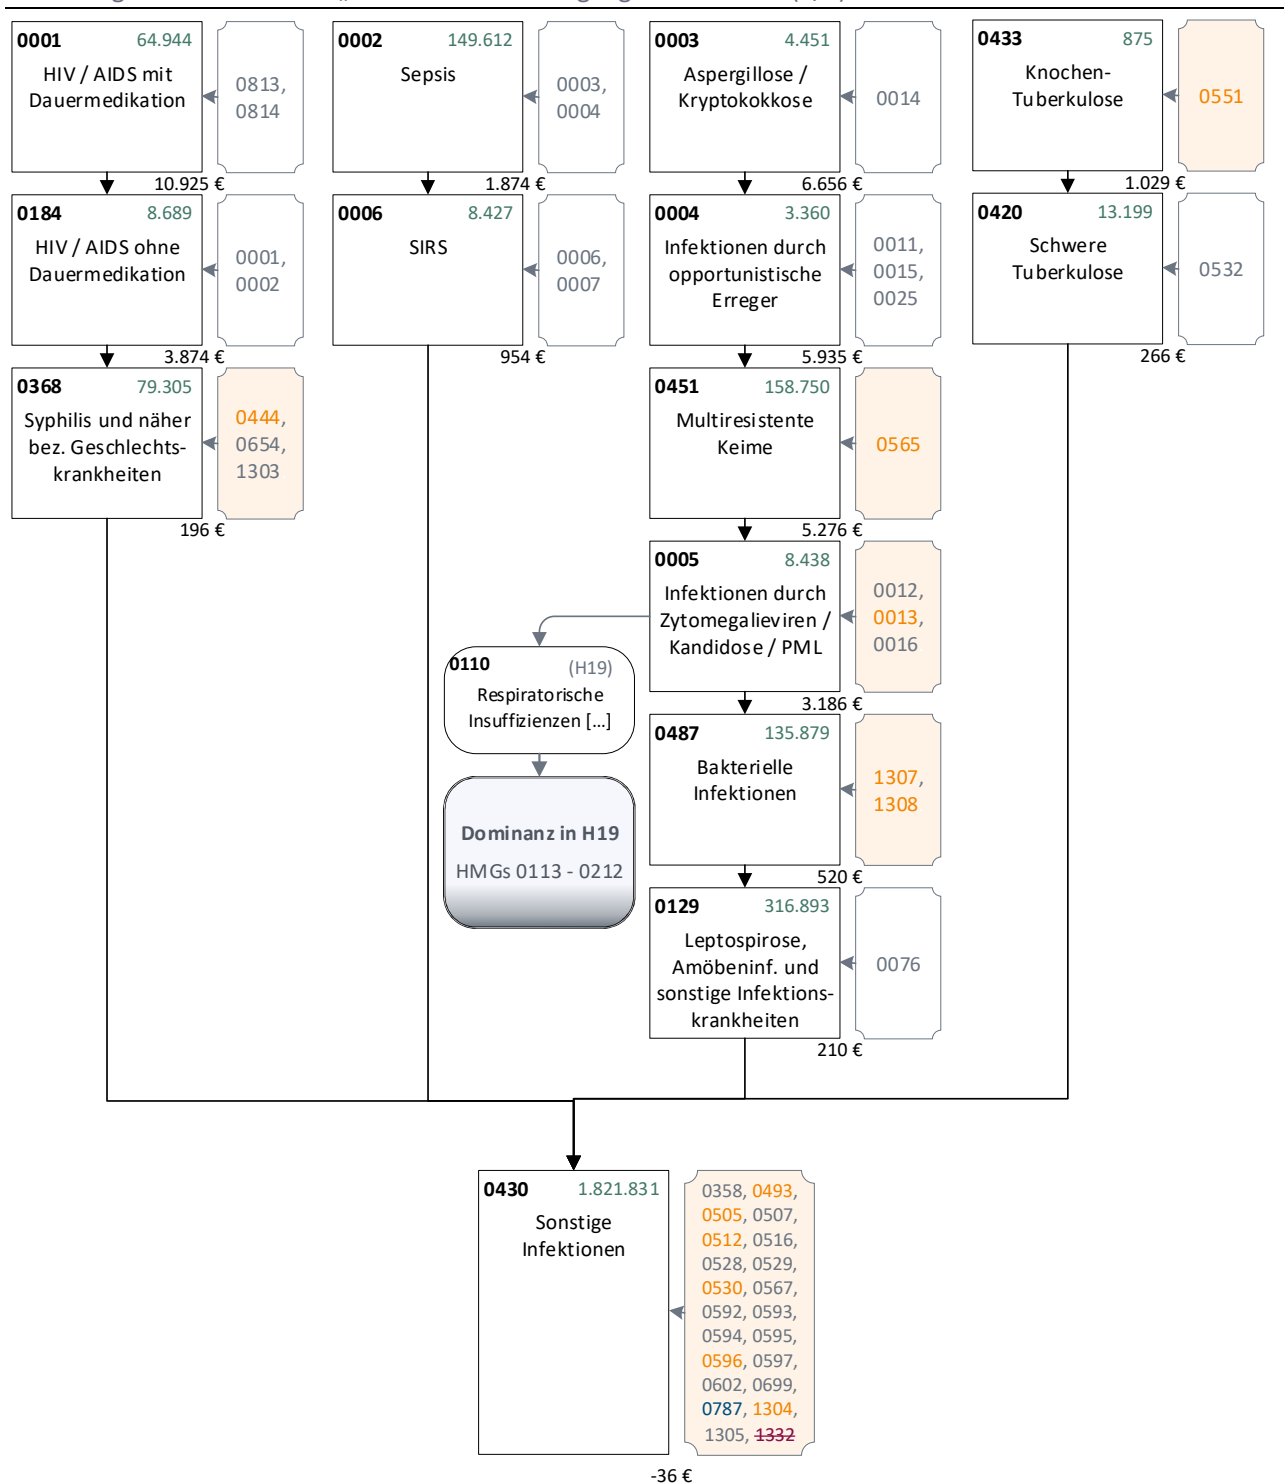 0001 64.944
HIV / AIDS mit
Dauermedikation
0813,
0814
10.925 €
0184 8.689
HIV / AIDS ohne
Dauermedikation
0001,
0002
3.874 €
0368 79.305
Syphilis und näher
bez. Geschlechts-
krankheiten
0444,
0654,
1303
196 €
0002 149.612
Sepsis
0003,
0004
1.874 €
0006 8.427
SIRS
0006,
0007
954 €
0003 4.451
Aspergillose /
Kryptokokkose
0014
6.656 €
0004 3.360
Infektionen durch
opportunistische
Erreger
0011,
0015,
0025
5.935 €
0451 158.750
Multiresistente
Keime
0565
5.276 €
0005 8.438
Infektionen durch
Zytomegalieviren /
Kandidose / PML
0012,
0013,
0016
3.186 €
0110 (H19)
Respiratorische
Insuffizienzen [...]
Dominanz in H19
HMGs 0113 - 0212
0487 135.879
Bakterielle
Infektionen
1307,
1308
520 €
0129 316.893
Leptospirose,
Amöbeninf. und
sonstige Infektions-
krankheiten
0076
210 €
0433 875
Knochen-
Tuberkulose
0551
1.029 €
0420 13.199
Schwere
Tuberkulose
0532
266 €
0430 1.821.831
Sonstige
Infektionen
0358, 0493,
0505, 0507,
0512, 0516,
0528, 0529,
0530, 0567,
0592, 0593,
0594, 0595,
0596, 0597,
0602, 0699,
0787, 1304,
1305, 1332
-36 €